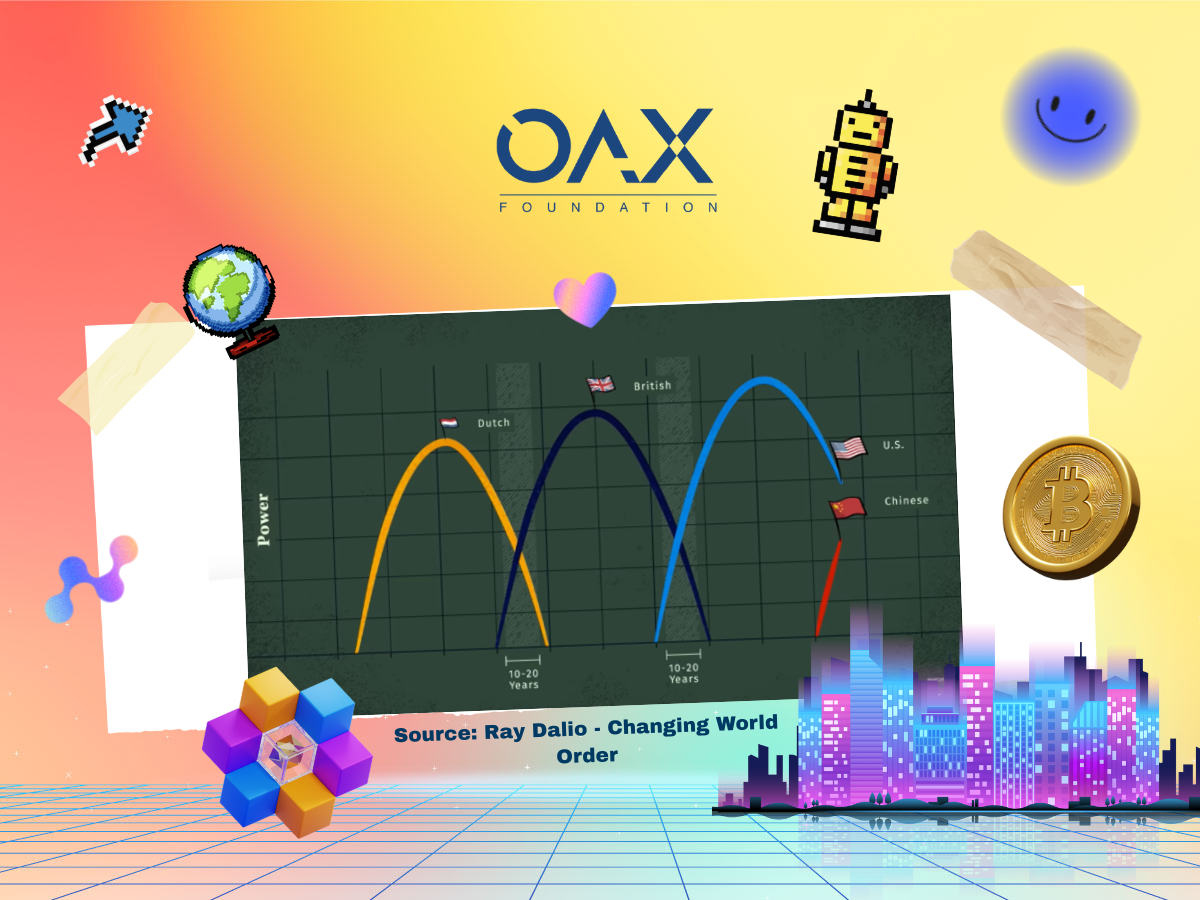 OAX
FOUNDATION
British
Dutch
U.S.
Chinese
Power
10-20
Years
10-20
Years
Source: Ray Dalio - Changing World
Order